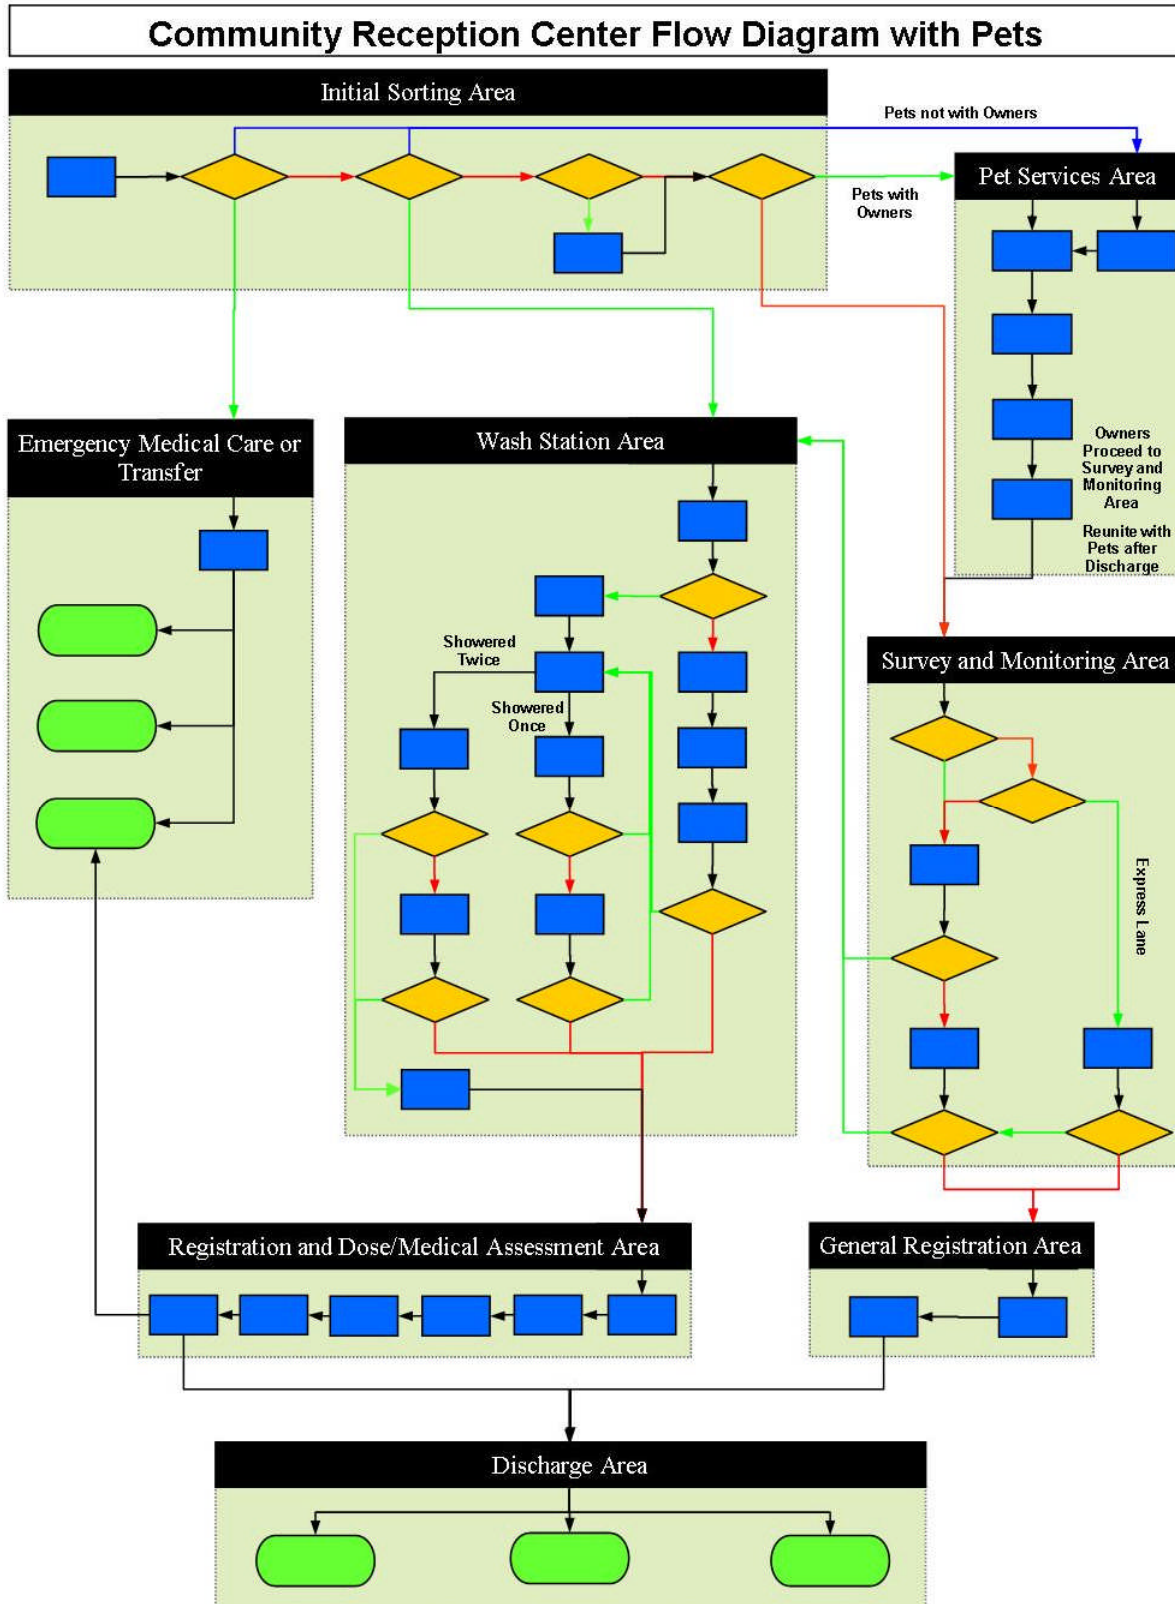 Community Reception Center Flow Diagram with Pets
Initial Sorting Area
Pets not with Owners
Pets with
Owners
Pet Services Area
Owners
Proceed to
Survey and
Monitoring
Area
Reunite with
Pets after
Discharge
Emergency Medical Care or
Transfer
Wash Station Area
Showered
Twice
Showered
Once
Survey and Monitoring Area
Express Lane
Registration and Dose/Medical Assessment Area
General Registration Area
Discharge Area